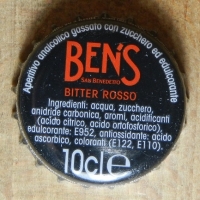 Aperitivo analcolico gassato con zucchero ed edulcorante
BEN'S
SAN BENEDETTO
BITTER ROSSO
Ingredienti: acqua, zucchero,
anidride carbonica, aromi, acidificanti
(acido citrico, acido ortofosforico),
edulcorante: E952, antiossidante: acido
ascorbico, coloranti (E122, E110).
10cl e